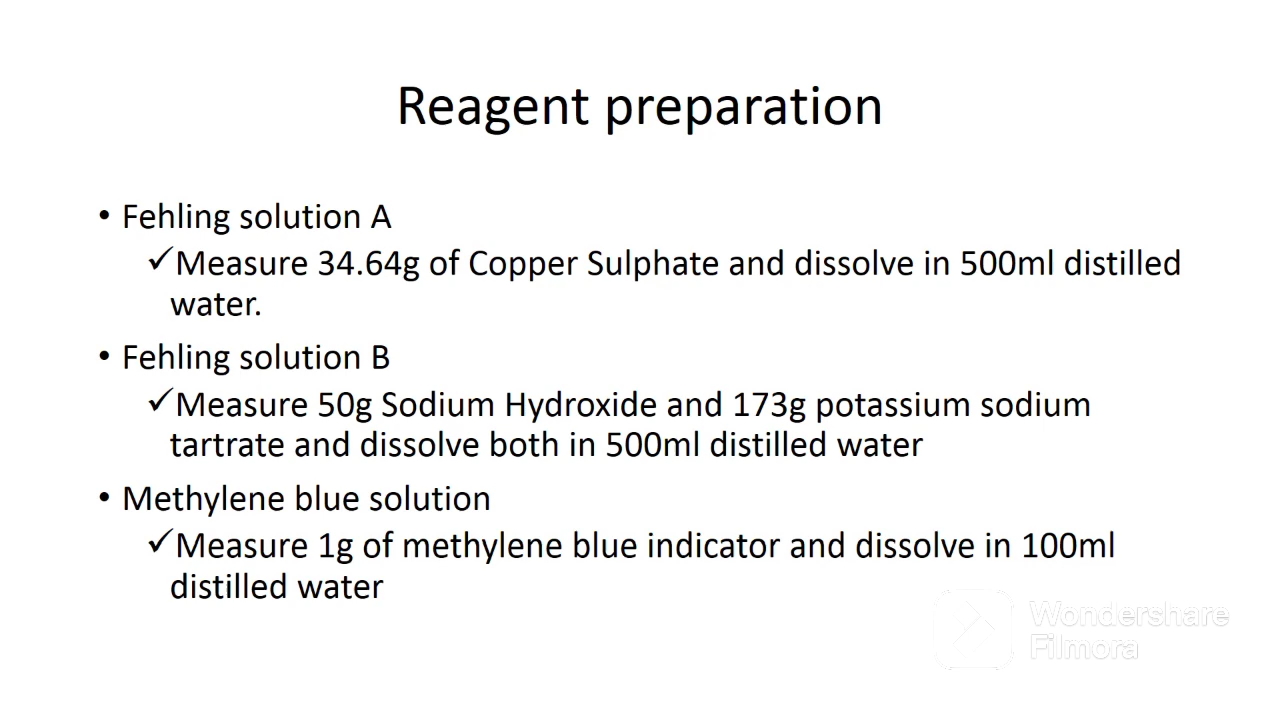 Reagent preparation
• Fehling solution A
✓Measure 34.64g of Copper Sulphate and dissolve in 500ml distilled
water.
• Fehling solution B
✓Measure 50g Sodium Hydroxide and 173g potassium sodium
tartrate and dissolve both in 500ml distilled water
• Methylene blue solution
✓Measure 1g of methylene blue indicator and dissolve in 100ml
distilled water
Wondershare
Filmora